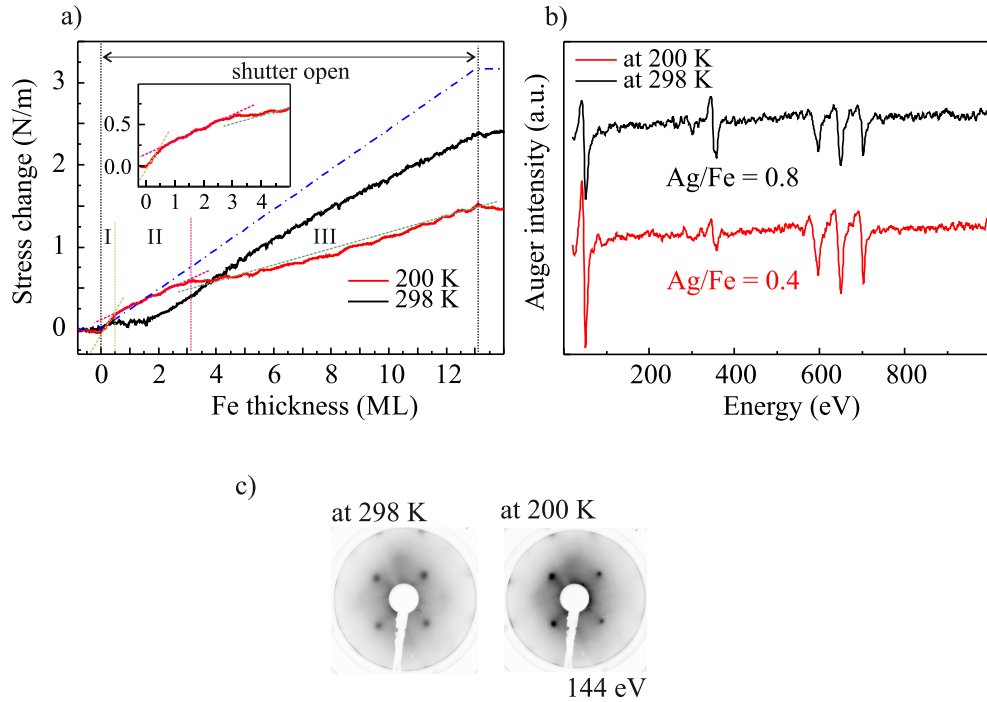 a)
Stress change (N/m)
3
2
1
0
shutter open
0.5
0.0
0 1 2 3 4
I II III
200 K
298 K
0 2 4 6 8 10 12
Fe thickness (ML)
b)
Auger intensity (a.u.)
at 200 K
at 298 K
Ag/Fe = 0.8
Ag/Fe = 0.4
200 400 600 800
Energy (eV)
c)
at 298 K
at 200 K
144 eV